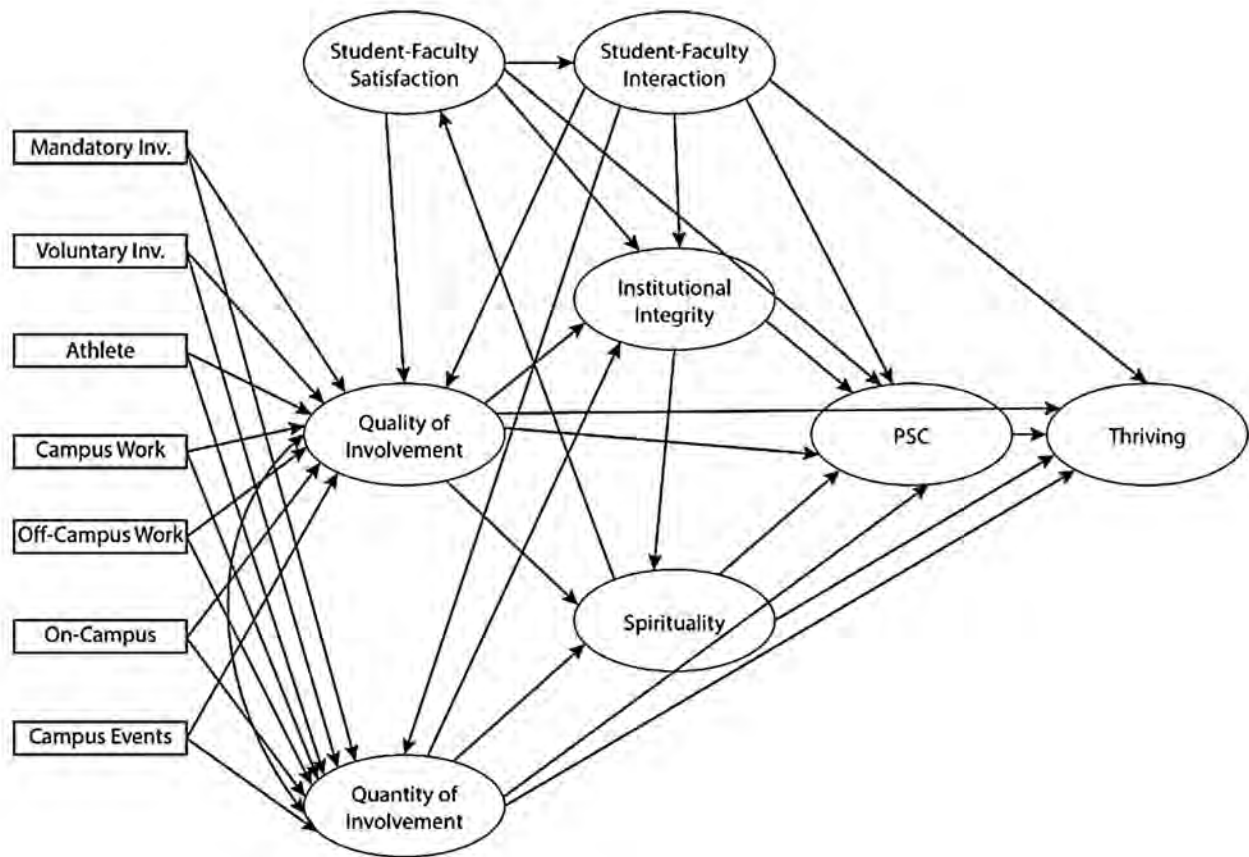 Student-Faculty
Satisfaction
Student-Faculty
Interaction
Mandatory Inv.
Voluntary Inv.
Athlete
Campus Work
Off-Campus Work
On-Campus
Campus Events
Institutional
Integrity
Quality of
Involvement
PSC
Thriving
Spirituality
Quantity of
Involvement